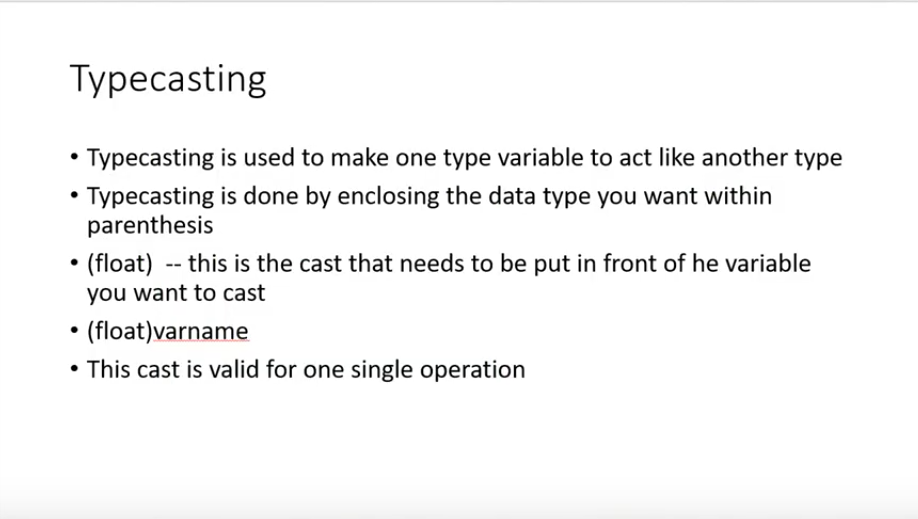 Typecasting
• Typecasting is used to make one type variable to act like another type
• Typecasting is done by enclosing the data type you want within
parenthesis
• (float)  -- this is the cast that needs to be put in front of he variable
you want to cast
• (float)varname
• This cast is valid for one single operation